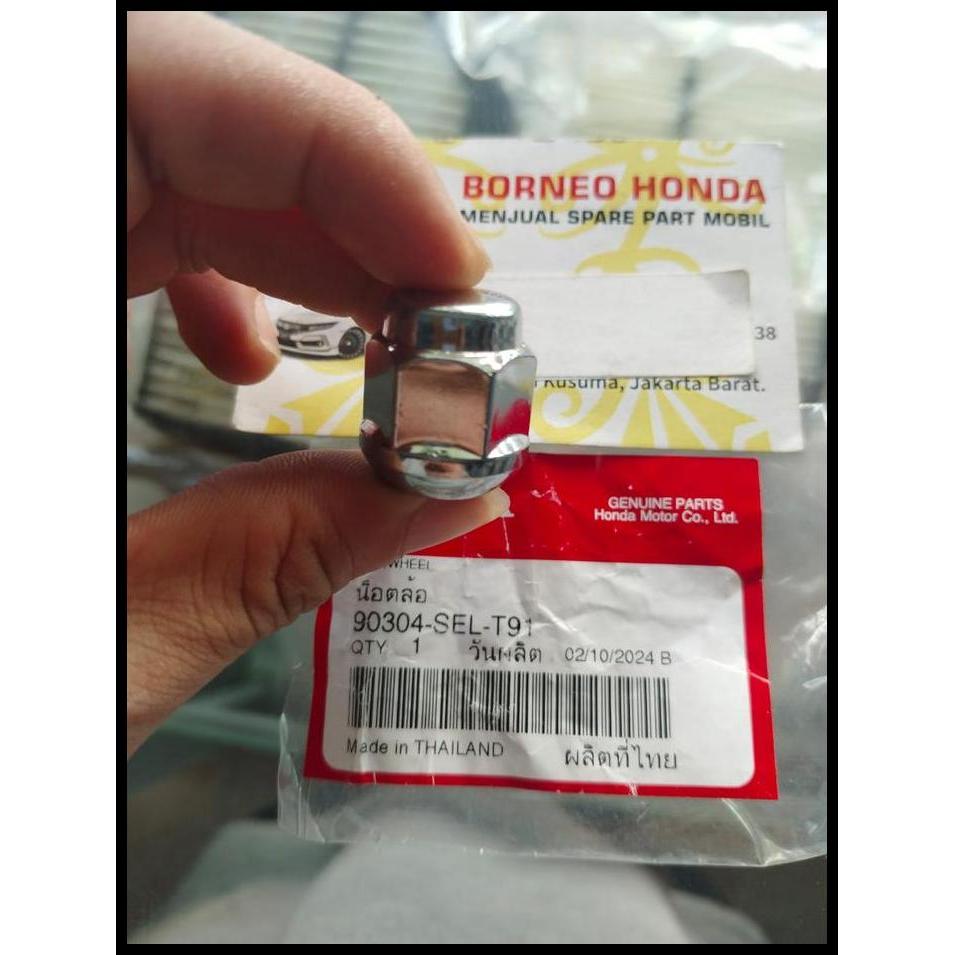 BORNEO HONDA
MENJUAL SPARE PART MOBIL
38
Kusuma, Jakarta Barat.
GENUINE PARTS
Honda Motor Co., Ltd.
WHEEL
น็อตล้อ
90304-SEL-T91
QTY 1 วันผลิต 02/10/2024 B
Made in THAILAND ผลิตที่ไทย